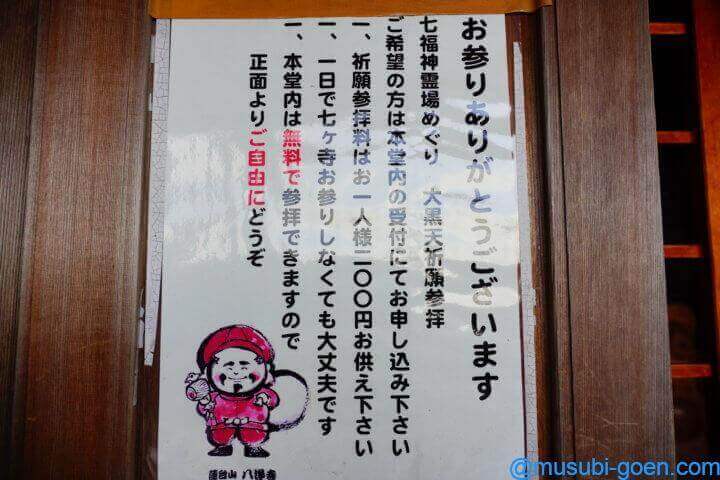 お参りありがとうございます
七福神霊場めぐり 大黒天祈願参拝
ご希望の方は本堂内の受付にてお申し込み下さい
一、祈願参拝料はお一人様二〇〇円お供え下さい
一、一日で七ヶ寺お参りしなくても大丈夫です
一、本堂内は無料で参拝できますので
正面よりご自由にどうぞ
蓮台山 八浄寺
@musubi-goen.com